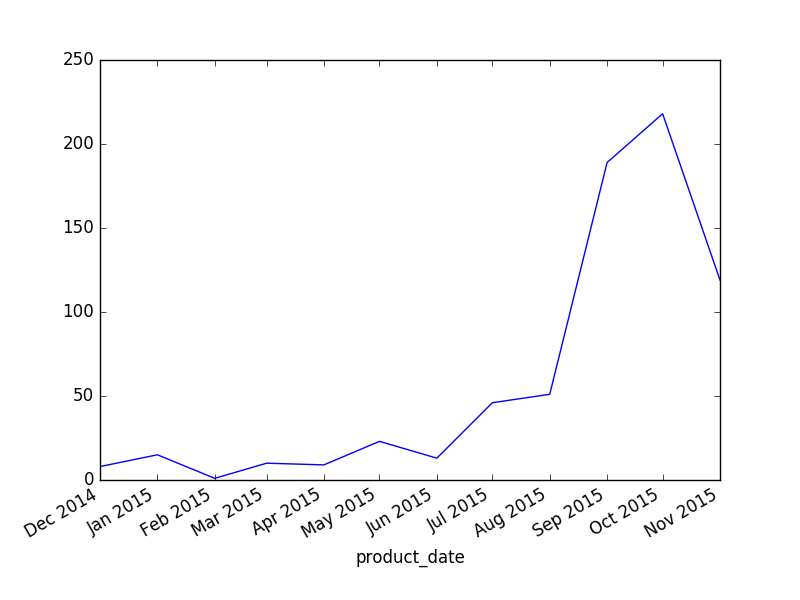 250
200
150
100
50
0
Dec 2014
Jan 2015
Feb 2015
Mar 2015
Apr 2015
May 2015
Jun 2015
Jul 2015
Aug 2015
Sep 2015
Oct 2015
Nov 2015
product_date